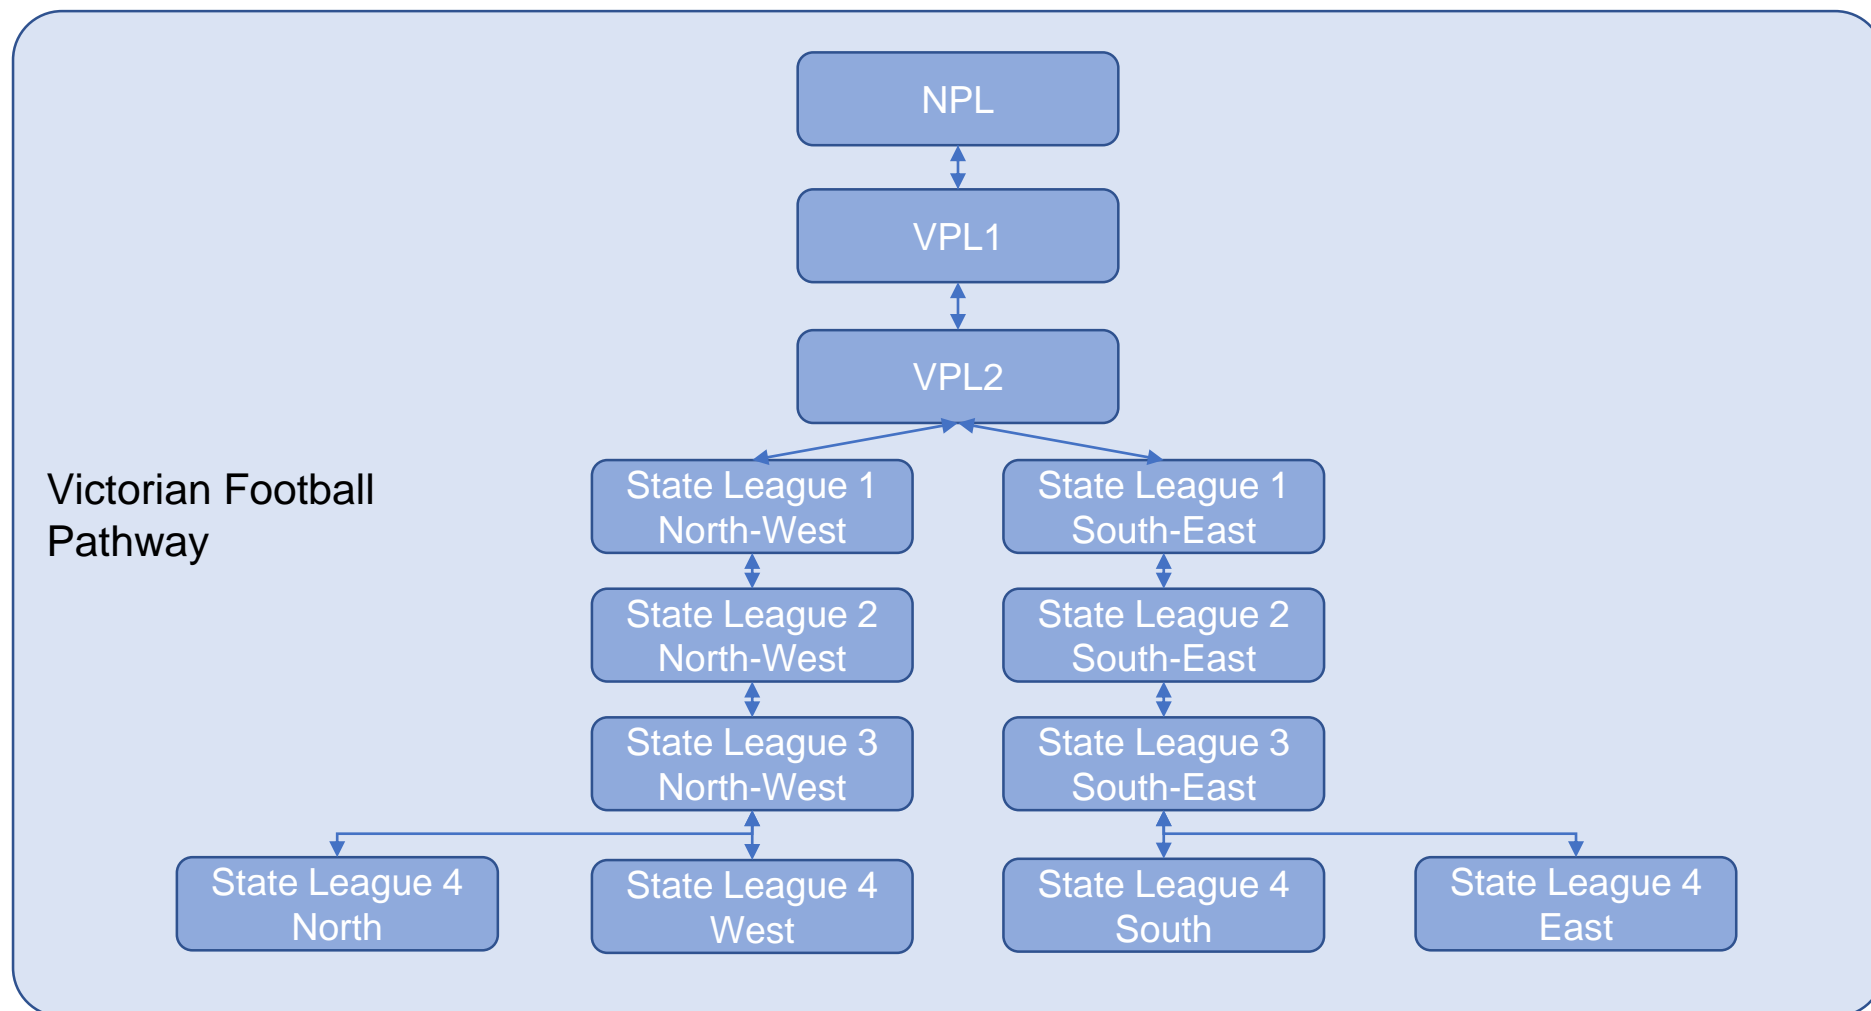 NPL
VPL1
VPL2
Victorian Football
Pathway
State League 1
North-West
State League 1
South-East
State League 2
North-West
State League 2
South-East
State League 3
North-West
State League 3
South-East
State League 4
North
State League 4
West
State League 4
South
State League 4
East